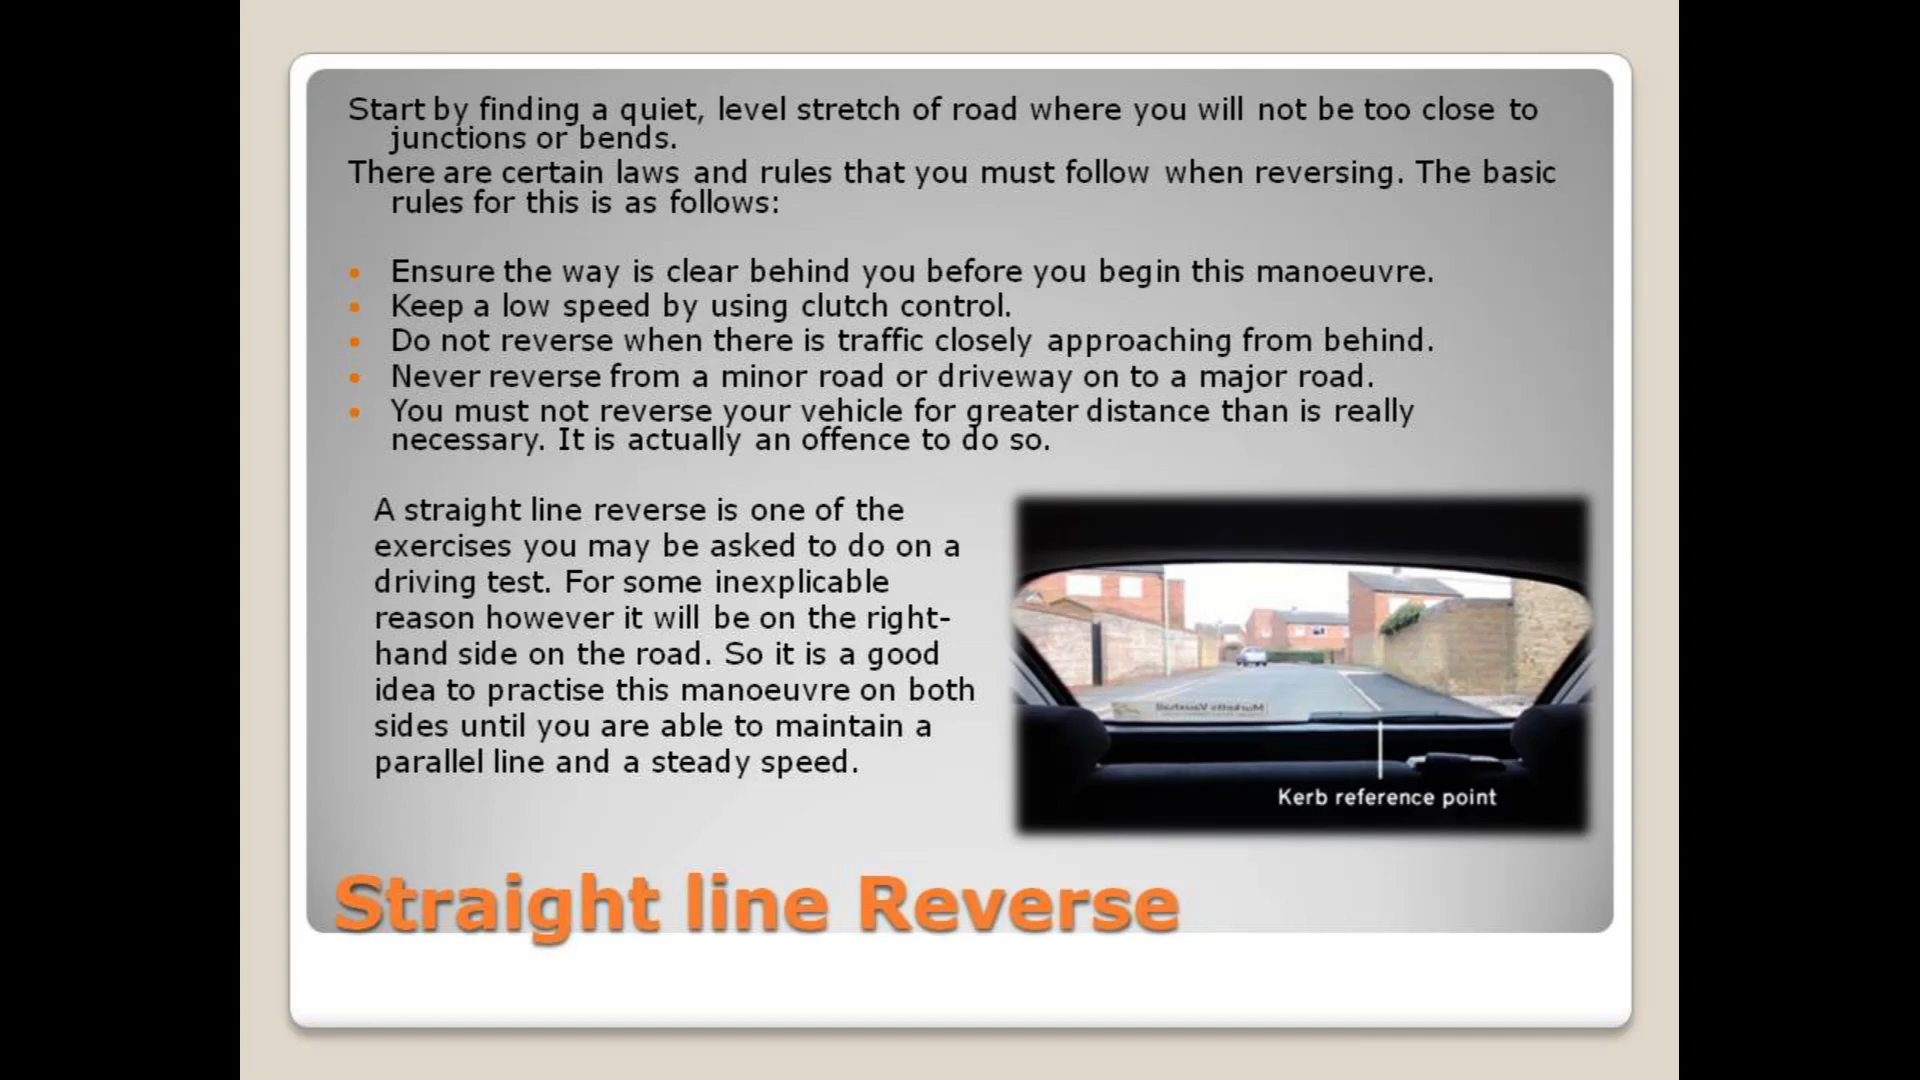 Start by finding a quiet, level stretch of road where you will not be too close to
junctions or bends.
There are certain laws and rules that you must follow when reversing. The basic
rules for this is as follows:
• Ensure the way is clear behind you before you begin this manoeuvre.
• Keep a low speed by using clutch control.
• Do not reverse when there is traffic closely approaching from behind.
• Never reverse from a minor road or driveway on to a major road.
• You must not reverse your vehicle for greater distance than is really
necessary. It is actually an offence to do so.
A straight line reverse is one of the
exercises you may be asked to do on a
driving test. For some inexplicable
reason however it will be on the right-
hand side on the road. So it is a good
idea to practise this manoeuvre on both
sides until you are able to maintain a
parallel line and a steady speed.
Kerb reference point
Straight line Reverse